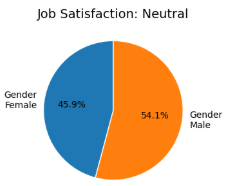 Job Satisfaction: Neutral
Gender
Female
45.9%
54.1%
Gender
Male